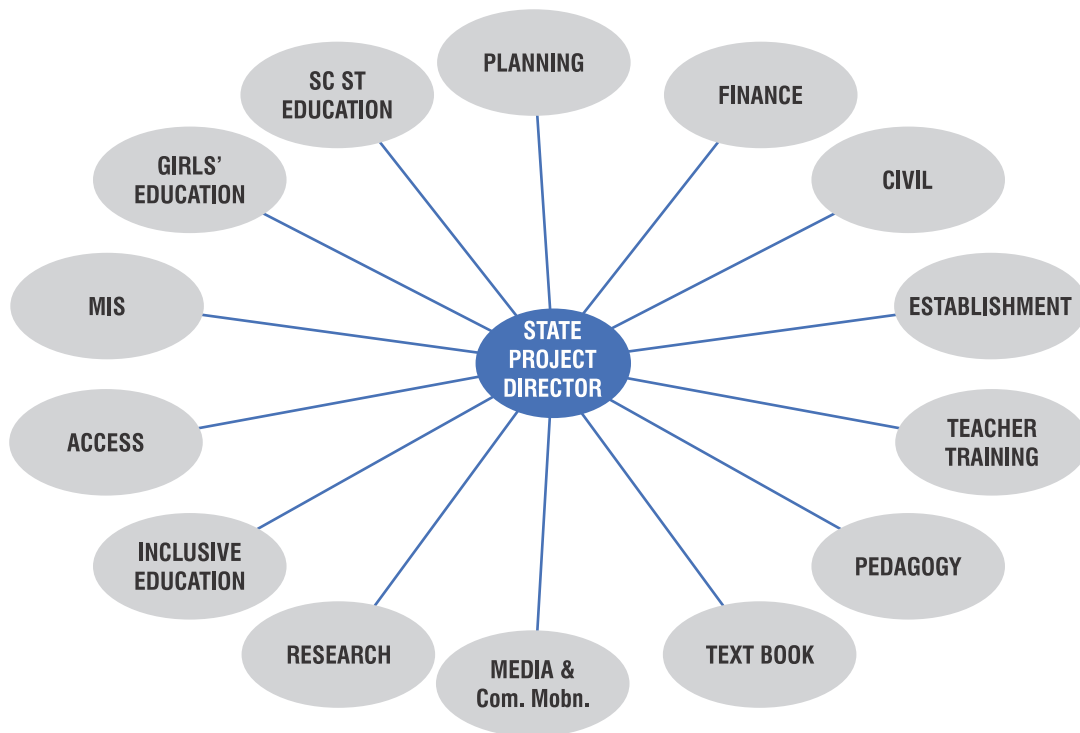 PLANNING
FINANCE
CIVIL
ESTABLISHMENT
TEACHER
TRAINING
PEDAGOGY
TEXT BOOK
MEDIA &
Com. Mobn.
RESEARCH
INCLUSIVE
EDUCATION
ACCESS
MIS
GIRLS’
EDUCATION
SC ST
EDUCATION
STATE
PROJECT
DIRECTOR